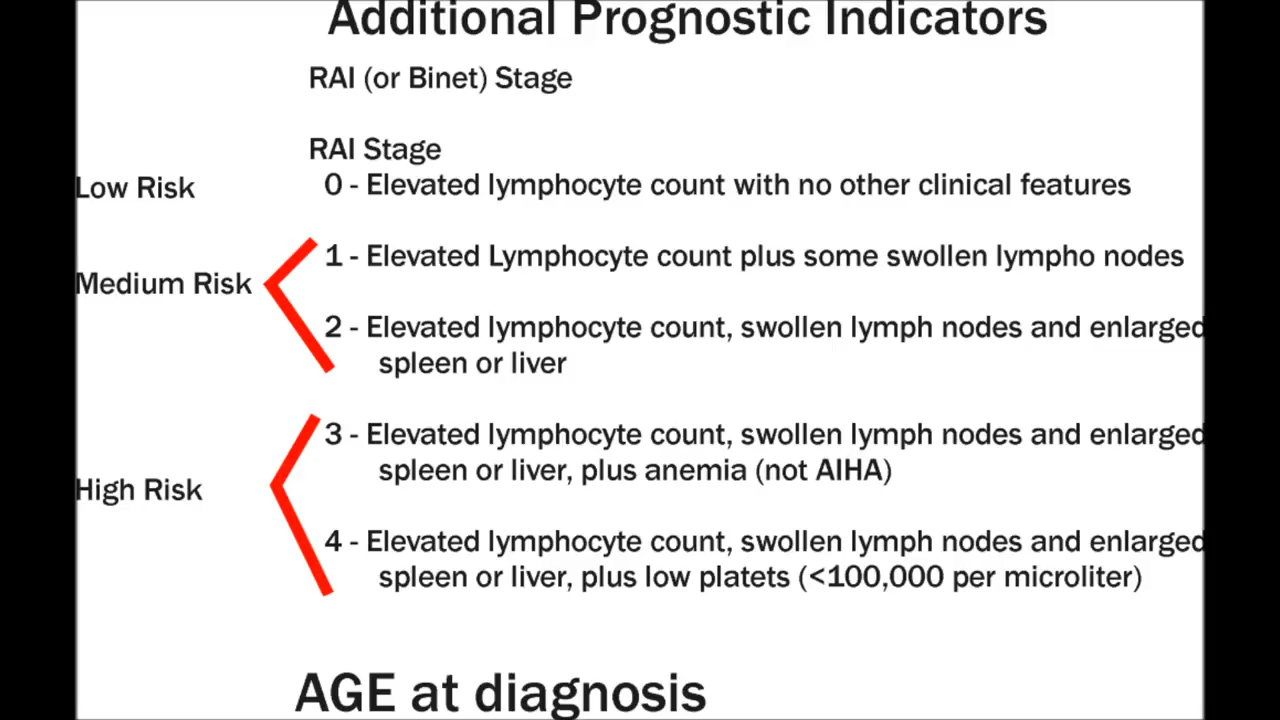 Additional Prognostic Indicators
RAI (or Binet) Stage
RAI Stage
Low Risk
0 - Elevated lymphocyte count with no other clinical features
1 - Elevated Lymphocyte count plus some swollen lympho nodes
Medium Risk
2 - Elevated lymphocyte count, swollen lymph nodes and enlarged
spleen or liver
3 - Elevated lymphocyte count, swollen lymph nodes and enlarged
spleen or liver, plus anemia (not AIHA)
High Risk
4 - Elevated lymphocyte count, swollen lymph nodes and enlarged
spleen or liver, plus low platets (<100,000 per microliter)
AGE at diagnosis